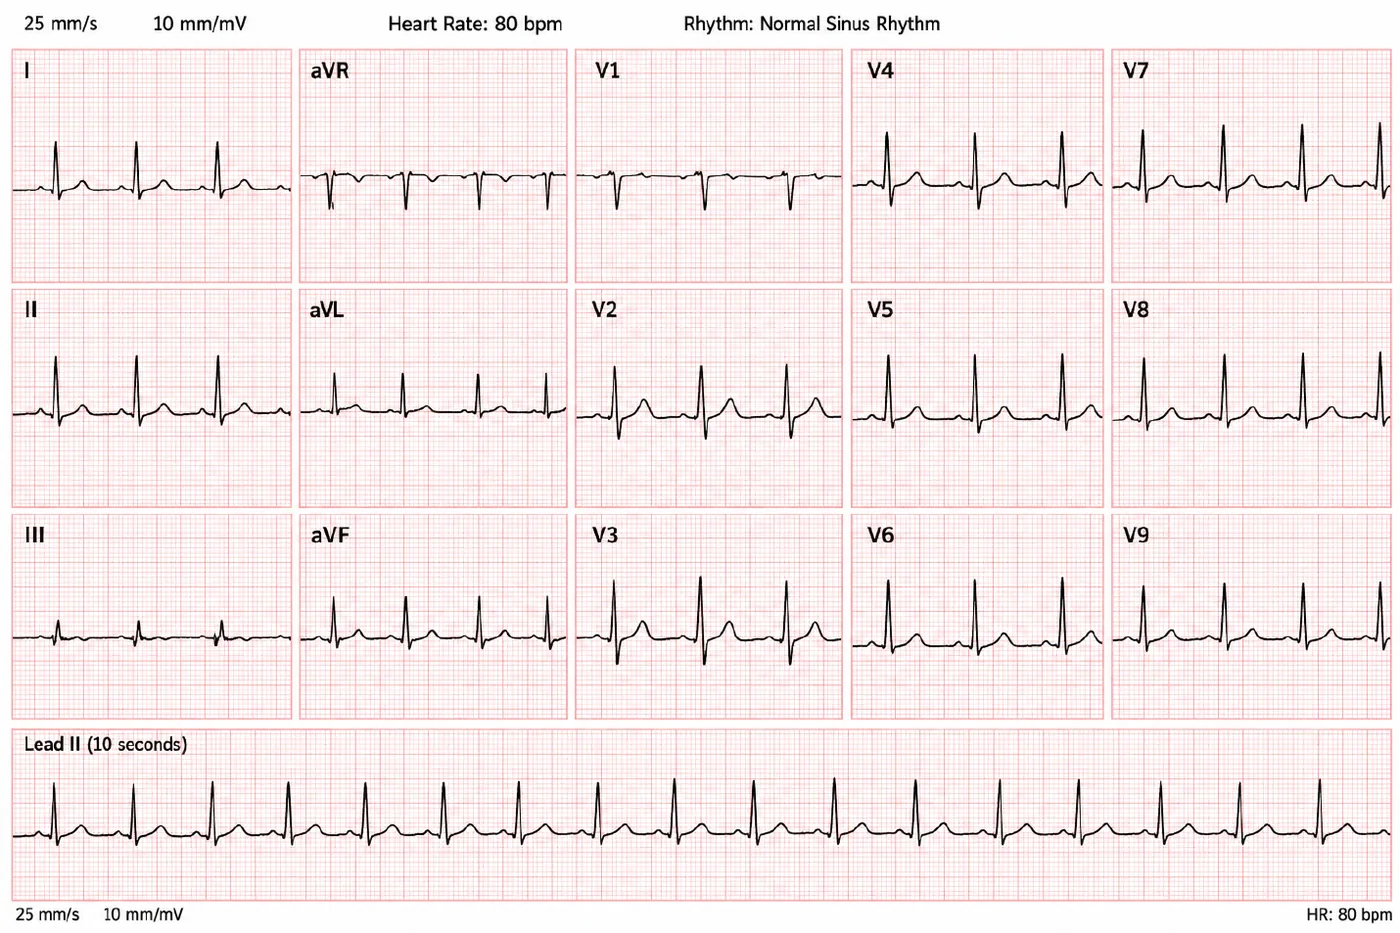 25 mm/s 10 mm/mV Heart Rate: 80 bpm Rhythm: Normal Sinus Rhythm
I aVR V1 V4 V7
II aVL V2 V5 V8
III aVF V3 V6 V9
Lead II (10 seconds)
25 mm/s 10 mm/mV HR: 80 bpm